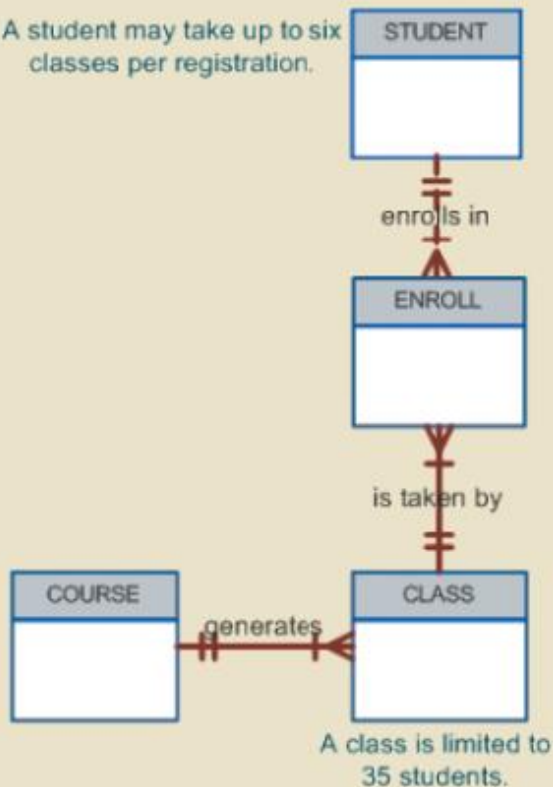 A student may take up to six
classes per registration.
STUDENT
enrolls in
ENROLL
is taken by
COURSE
generates
CLASS
A class is limited to
35 students.